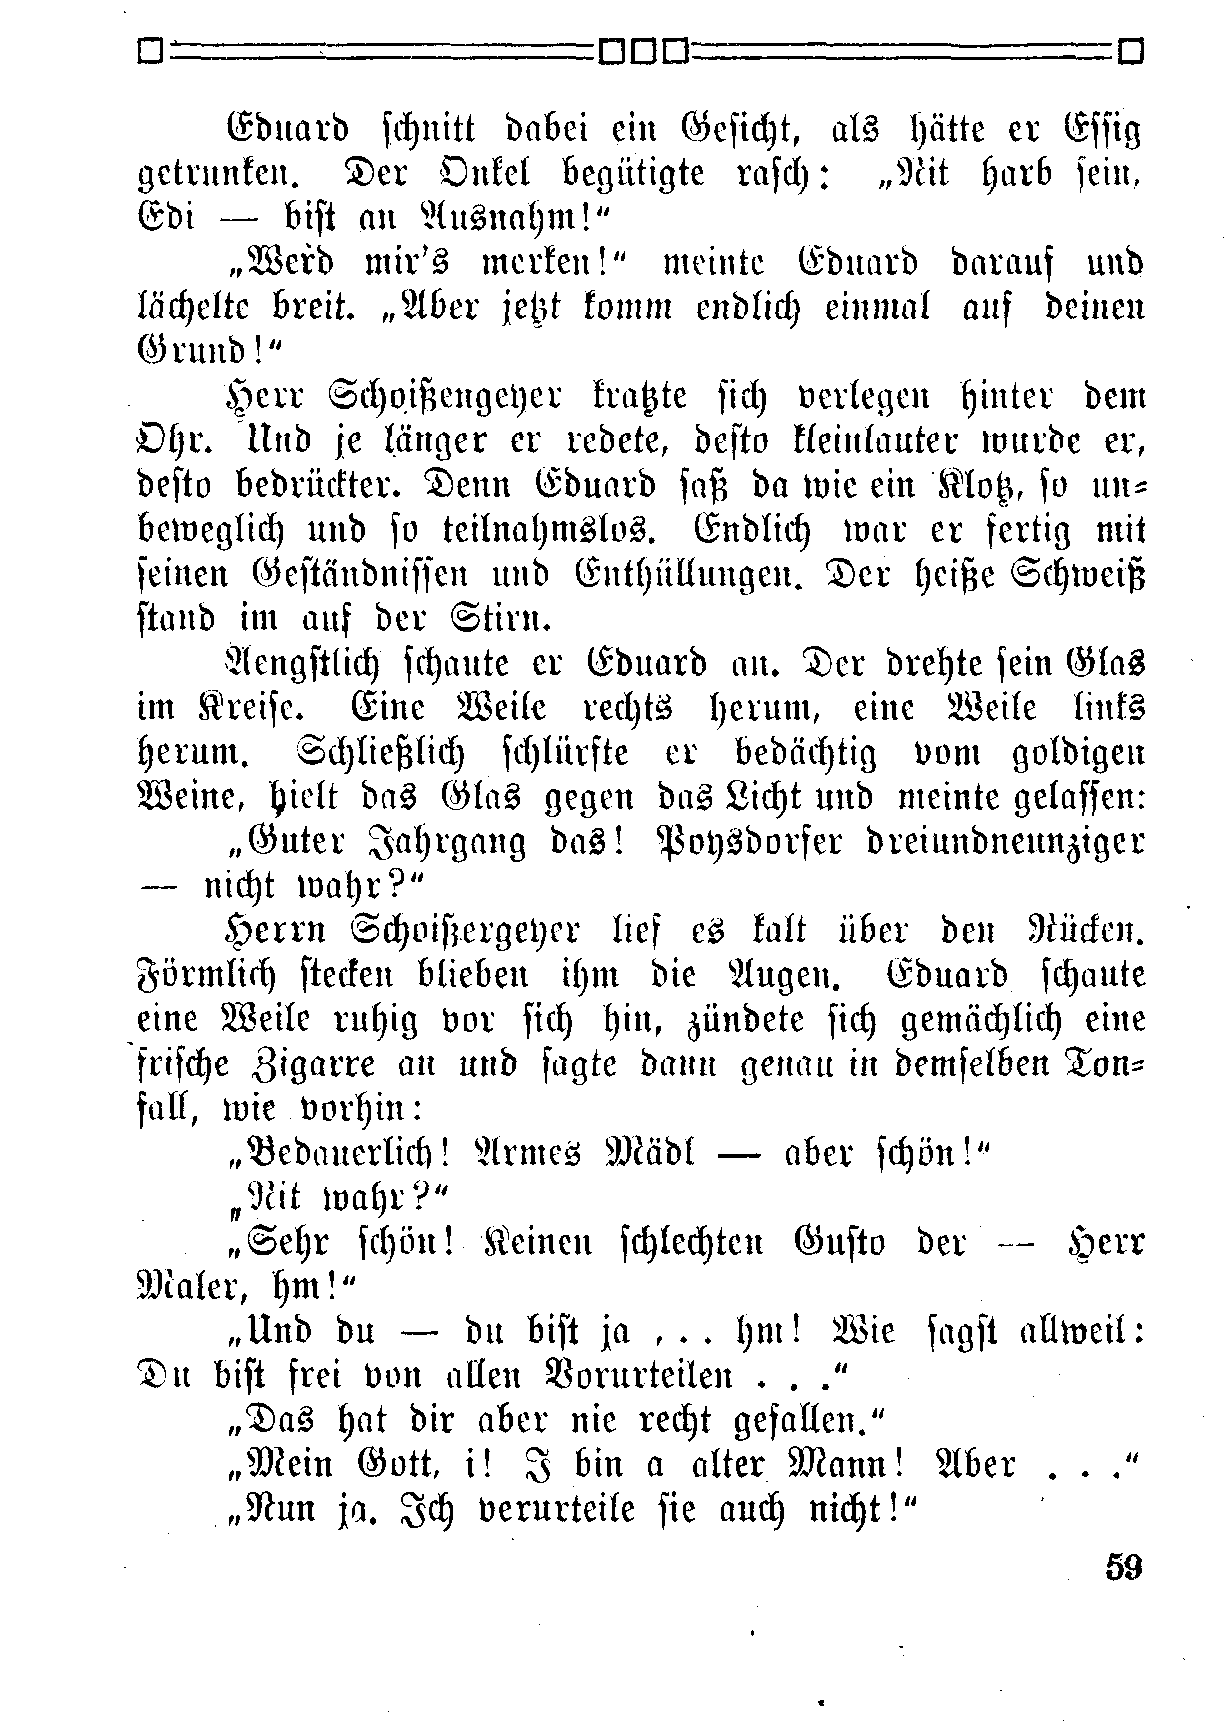 Eduard schnitt dabei ein Gesicht, als hätte er Essig
getrunken. Der Onkel begütigte rasch: „Nit harb sein,
Edi — bist an Ausnahm!“
„Werd mir's merken!“ meinte Eduard darauf und
lächelte breit. „Aber jetzt komm endlich einmal auf deinen
Grund!“
Herr Schoißengeyer kratzte sich verlegen hinter dem
Ohr. Und je länger er redete, desto kleinlauter wurde er,
desto bedrückter. Denn Eduard saß da wie ein Klotz, so un-
beweglich und so teilnahmslos. Endlich war er fertig mit
seinen Geständnissen und Enthüllungen. Der heiße Schweiß
stand im auf der Stirn.
Aengstlich schaute er Eduard an. Der drehte sein Glas
im Kreise. Eine Weile rechts herum, eine Weile links
herum. Schließlich schlürfte er bedächtig vom goldigen
Weine, hielt das Glas gegen das Licht und meinte gelassen:
„Guter Jahrgang das! Poysdorfer dreiundneunziger
— nicht wahr?“
Herrn Schoißergeyer lief es kalt über den Rücken.
Förmlich stecken blieben ihm die Augen. Eduard schaute
eine Weile ruhig vor sich hin, zündete sich gemächlich eine
frische Zigarre an und sagte dann genau in demselben Ton-
fall, wie vorhin:
„Bedauerlich! Armes Mädl — aber schön!“
„Nit wahr?“
„Sehr schön! Keinen schlechten Gusto der — Herr
Maler, hm!“
„Und du — du bist ja . . . hm! Wie sagst allweil:
Du bist frei von allen Vorurteilen . . .“
„Das hat dir aber nie recht gefallen.“
„Mein Gott, i! I bin a alter Mann! Aber . . .“
„Nun ja. Ich verurteile sie auch nicht!“
59